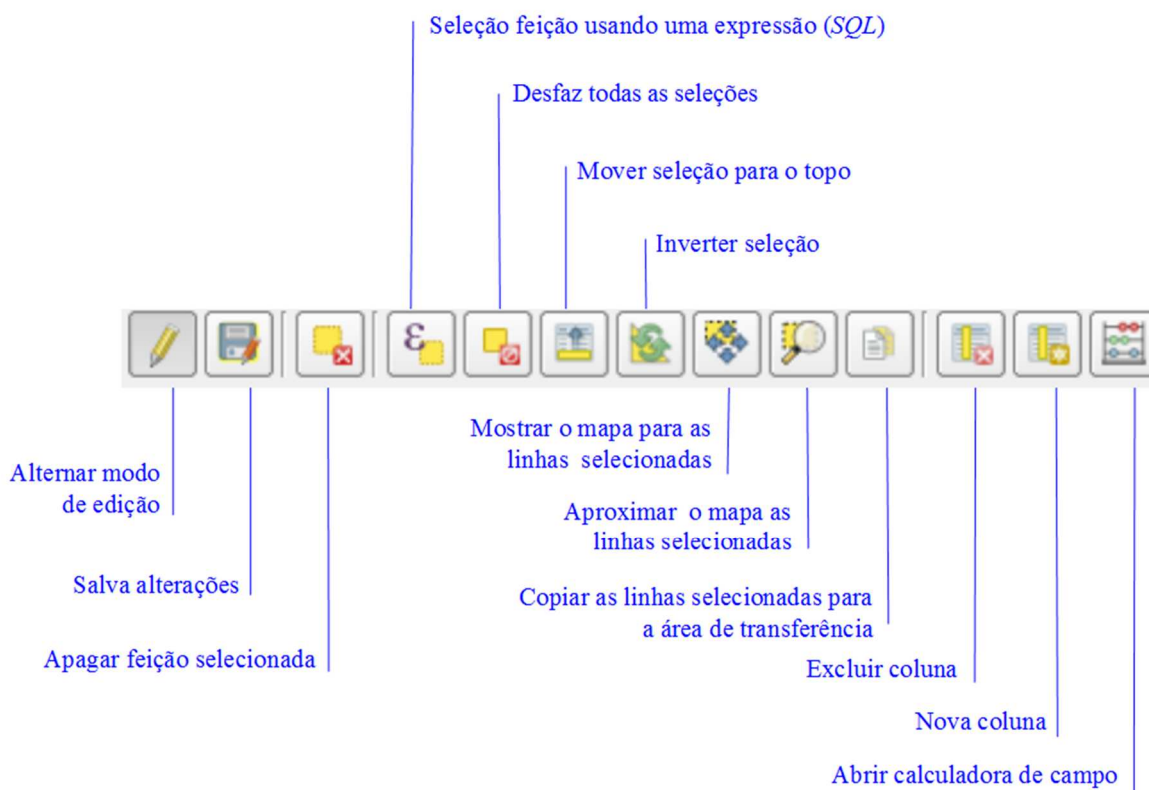 Seleção feição usando uma expressão (SQL)
Desfaz todas as seleções
Mover seleção para o topo
Inverter seleção
ε
Mostrar o mapa para as
linhas selecionadas
Alternar modo
de edição
Aproximar o mapa as
linhas selecionadas
Salva alterações
Copiar as linhas selecionadas para
a área de transferência
Apagar feição selecionada
Excluir coluna
Nova coluna
Abrir calculadora de campo